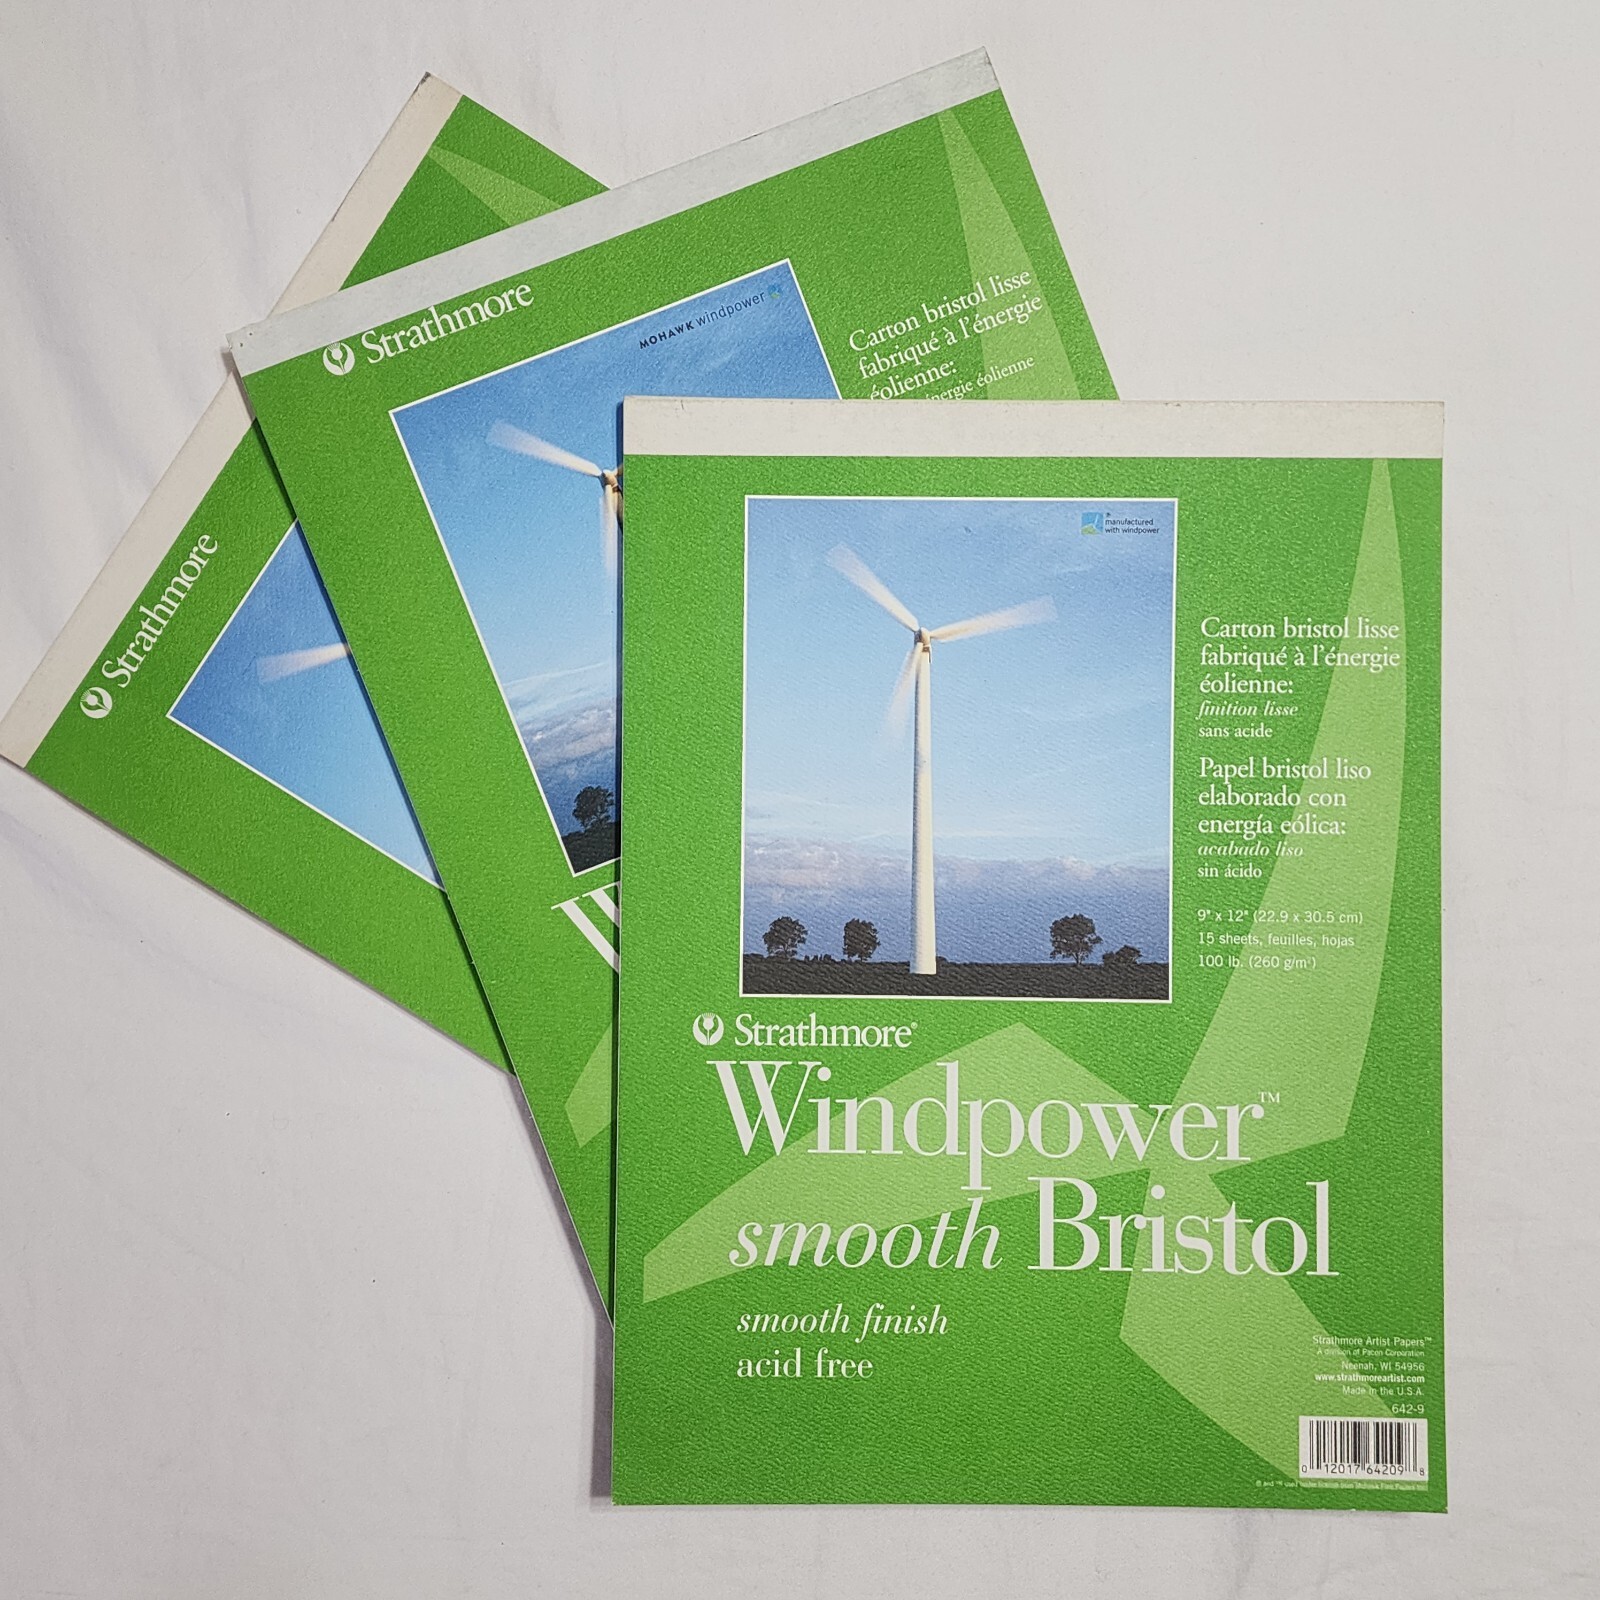 Strathmore
Strathmore
MOHAWK windpower
Carton bristol lisse
fabriqué à l'énergie
éolienne:
énergie éolienne
W
manufactured
with windpower
Carton bristol lisse
fabriqué à l'énergie
éolienne:
finition lisse
sans acide
Papel bristol liso
elaborado con
energía eólica:
acabado liso
sin ácido
9" x 12" (22.9 x 30.5 cm)
15 sheets, feuilles, hojas
100 lb. (260 g/m²)
Strathmore®
Windpower™
smooth Bristol
smooth finish
acid free
Strathmore Artist Papers™
A division of Pacon Corporation
Neenah, WI 54956
www.strathmoreartist.com
Made in the U.S.A.
642-9
0 12017 64209 8